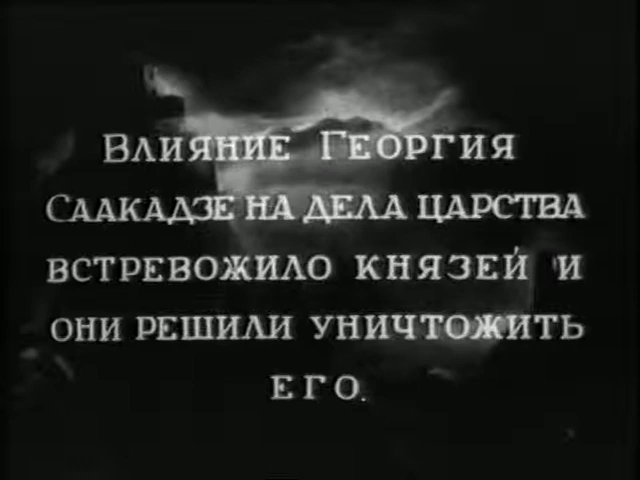 Влияние Георгия
Саакадзе на дела царства
встревожило князей и
они решили уничтожить
его.